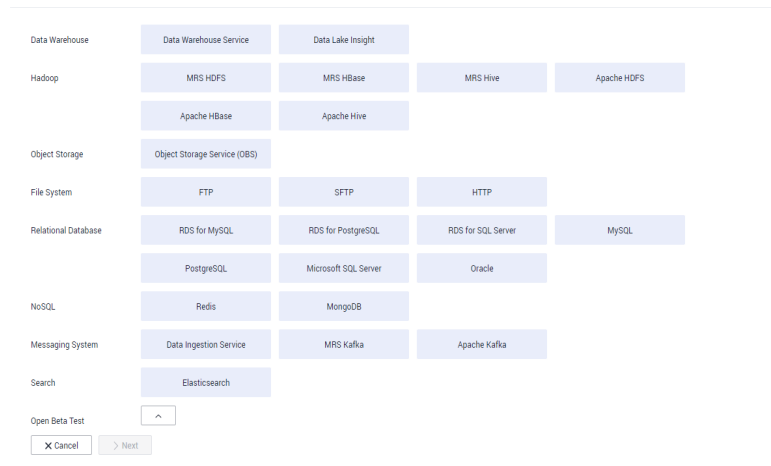 Data Warehouse Data Warehouse Service Data Lake Insight
Hadoop MRS HDFS MRS HBase MRS Hive Apache HDFS
Apache HBase Apache Hive
Object Storage Object Storage Service (OBS)
File System FTP SFTP HTTP
Relational Database RDS for MySQL RDS for PostgreSQL RDS for SQL Server MySQL
PostgreSQL Microsoft SQL Server Oracle
NoSQL Redis MongoDB
Messaging System Data Ingestion Service MRS Kafka Apache Kafka
Search Elasticsearch
Open Beta Test
Cancel Next